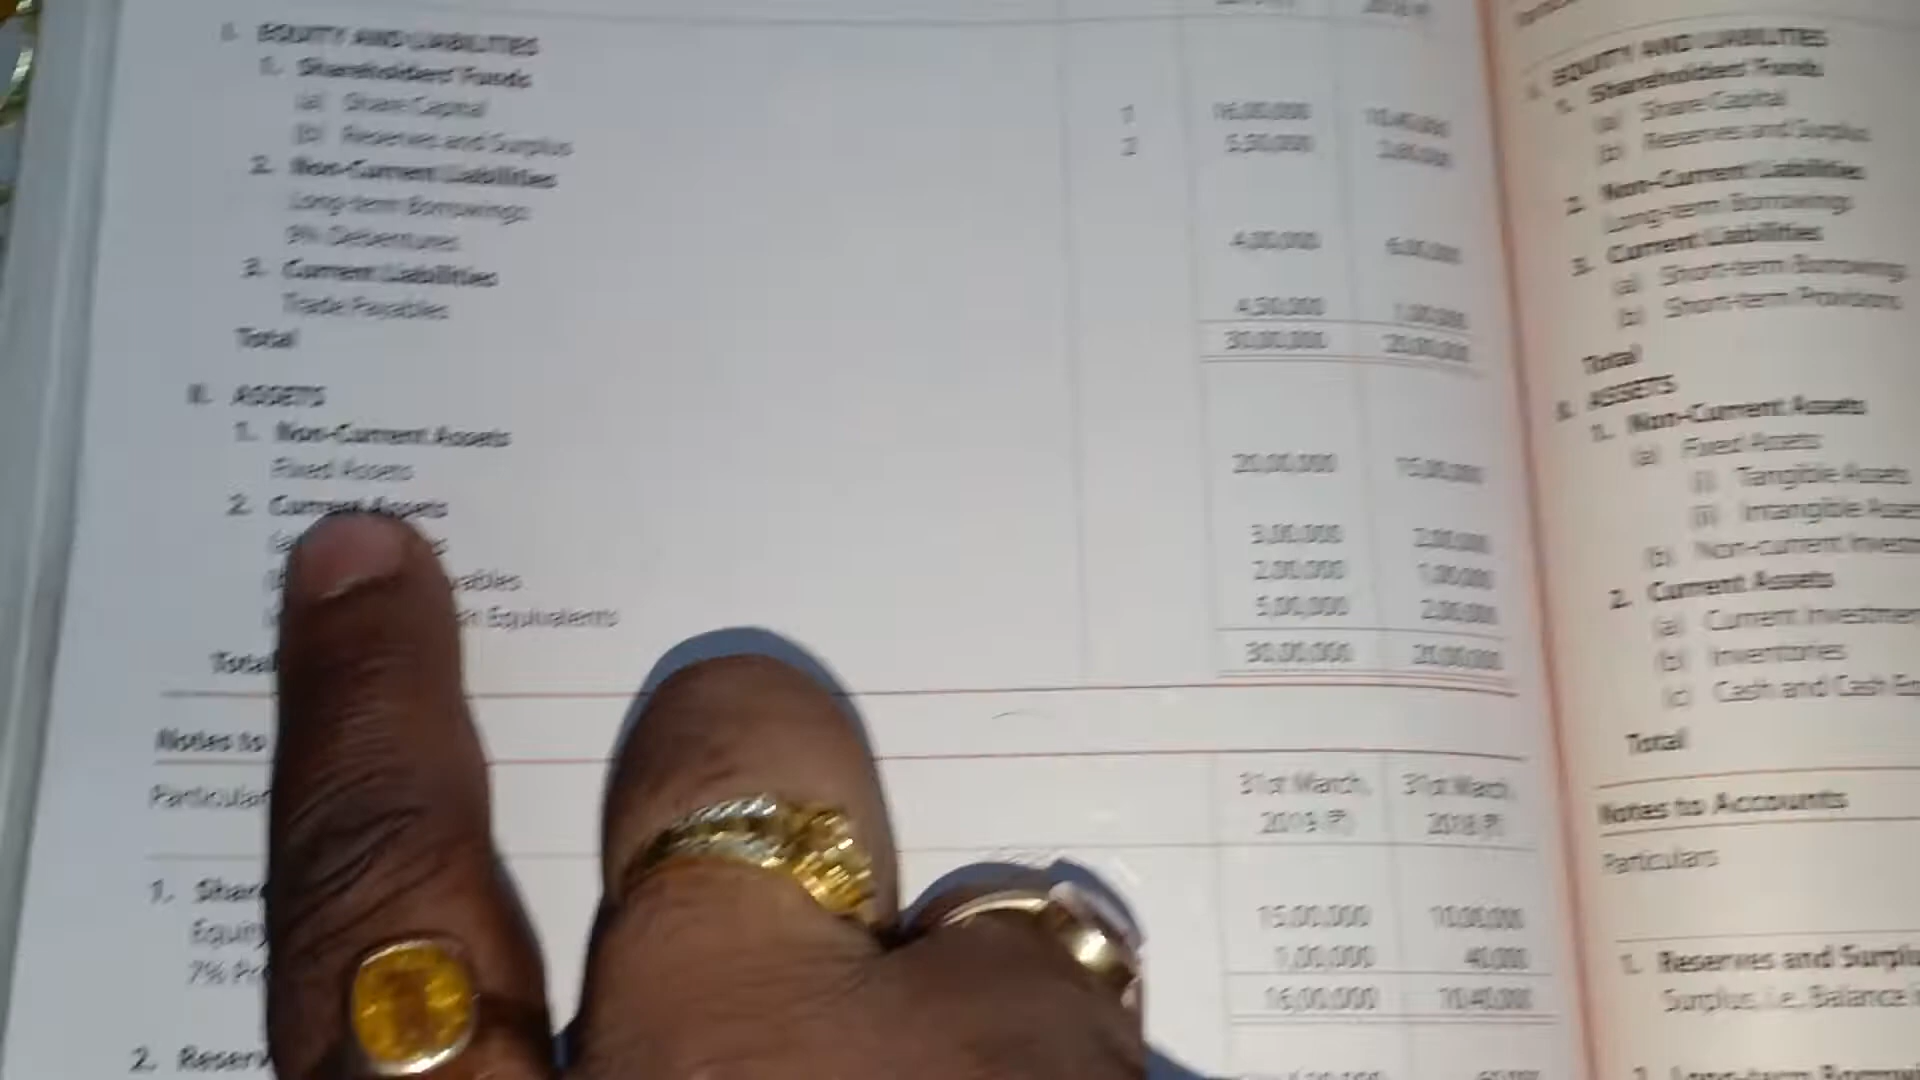 I. EQUITY AND LIABILITIES
1. Shareholders' Funds
(a) Share Capital 1 16,00,000 10,40,000
(b) Reserves and Surplus 2 5,50,000
2. Non-Current Liabilities
Long-term Borrowings
9% Debentures 4,00,000 6,00,000
3. Current Liabilities
Trade Payables 4,50,000 1,00,000
Total 30,00,000 20,00,000
II. ASSETS
1. Non-Current Assets
Fixed Assets 20,00,000 15,00,000
2. Current Assets
3,00,000 2,00,000
2,00,000 1,00,000
Equivalents 5,00,000 2,00,000
Total 30,00,000 20,00,000
Notes to
Particular 31st March, 2019 (₹) 31st March, 2018 (₹)
1. Shar
Equity 15,00,000 10,00,000
7% Pr 1,00,000 40,000
16,00,000 10,40,000
2. Reserv
EQUITY AND LIABILITIES
1. Shareholders' Funds
(a) Share Capital
(b) Reserves and Surplus
2. Non-Current Liabilities
Long-term Borrowings
3. Current Liabilities
(a) Short-term Borrowings
(b) Short-term Provisions
Total
ASSETS
1. Non-Current Assets
(a) Fixed Assets
(i) Tangible Assets
(ii) Intangible Asse
(b) Non-current Invest
2. Current Assets
(a) Current Investmen
(b) Inventories
(c) Cash and Cash Eq
Total
Notes to Accounts
Particulars
1. Reserves and Surplu
Surplus, i.e., Balance i